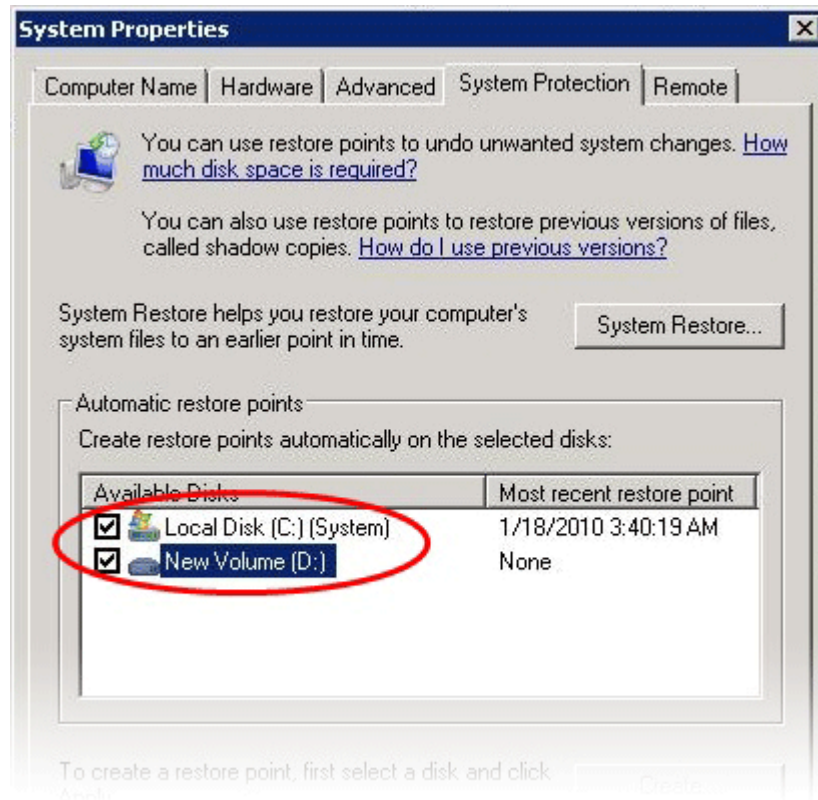 System Properties
Computer Name Hardware Advanced System Protection Remote
You can use restore points to undo unwanted system changes. How
much disk space is required?
You can also use restore points to restore previous versions of files,
called shadow copies. How do I use previous versions?
System Restore helps you restore your computer's
system files to an earlier point in time.
System Restore...
Automatic restore points
Create restore points automatically on the selected disks:
Available Disks Most recent restore point
Local Disk (C:) (System) 1/18/2010 3:40:19 AM
New Volume (D:) None
To create a restore point, first select a disk and click
Apply.
Create...